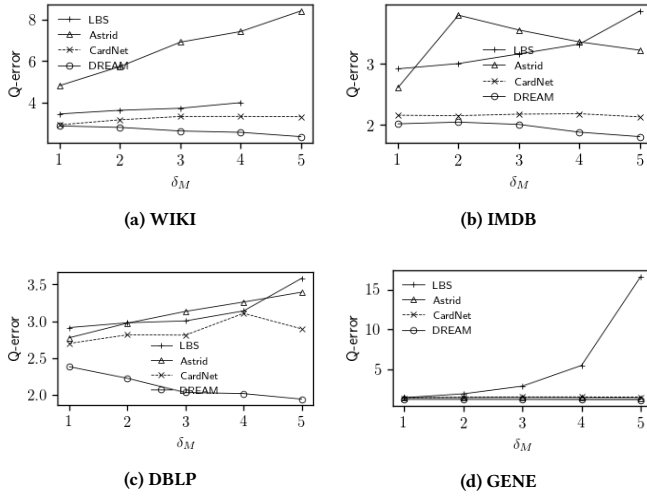 8
6
4
Q-error
LBS
Astrid
CardNet
DREAM
1 2 3 4 5
δM
(a) WIKI
3
2
Q-error
LBS
Astrid
CardNet
DREAM
1 2 3 4 5
δM
(b) IMDB
3.5
3.0
2.5
2.0
Q-error
LBS
Astrid
CardNet
DREAM
1 2 3 4 5
δM
(c) DBLP
15
10
5
Q-error
LBS
Astrid
CardNet
DREAM
1 2 3 4 5
δM
(d) GENE